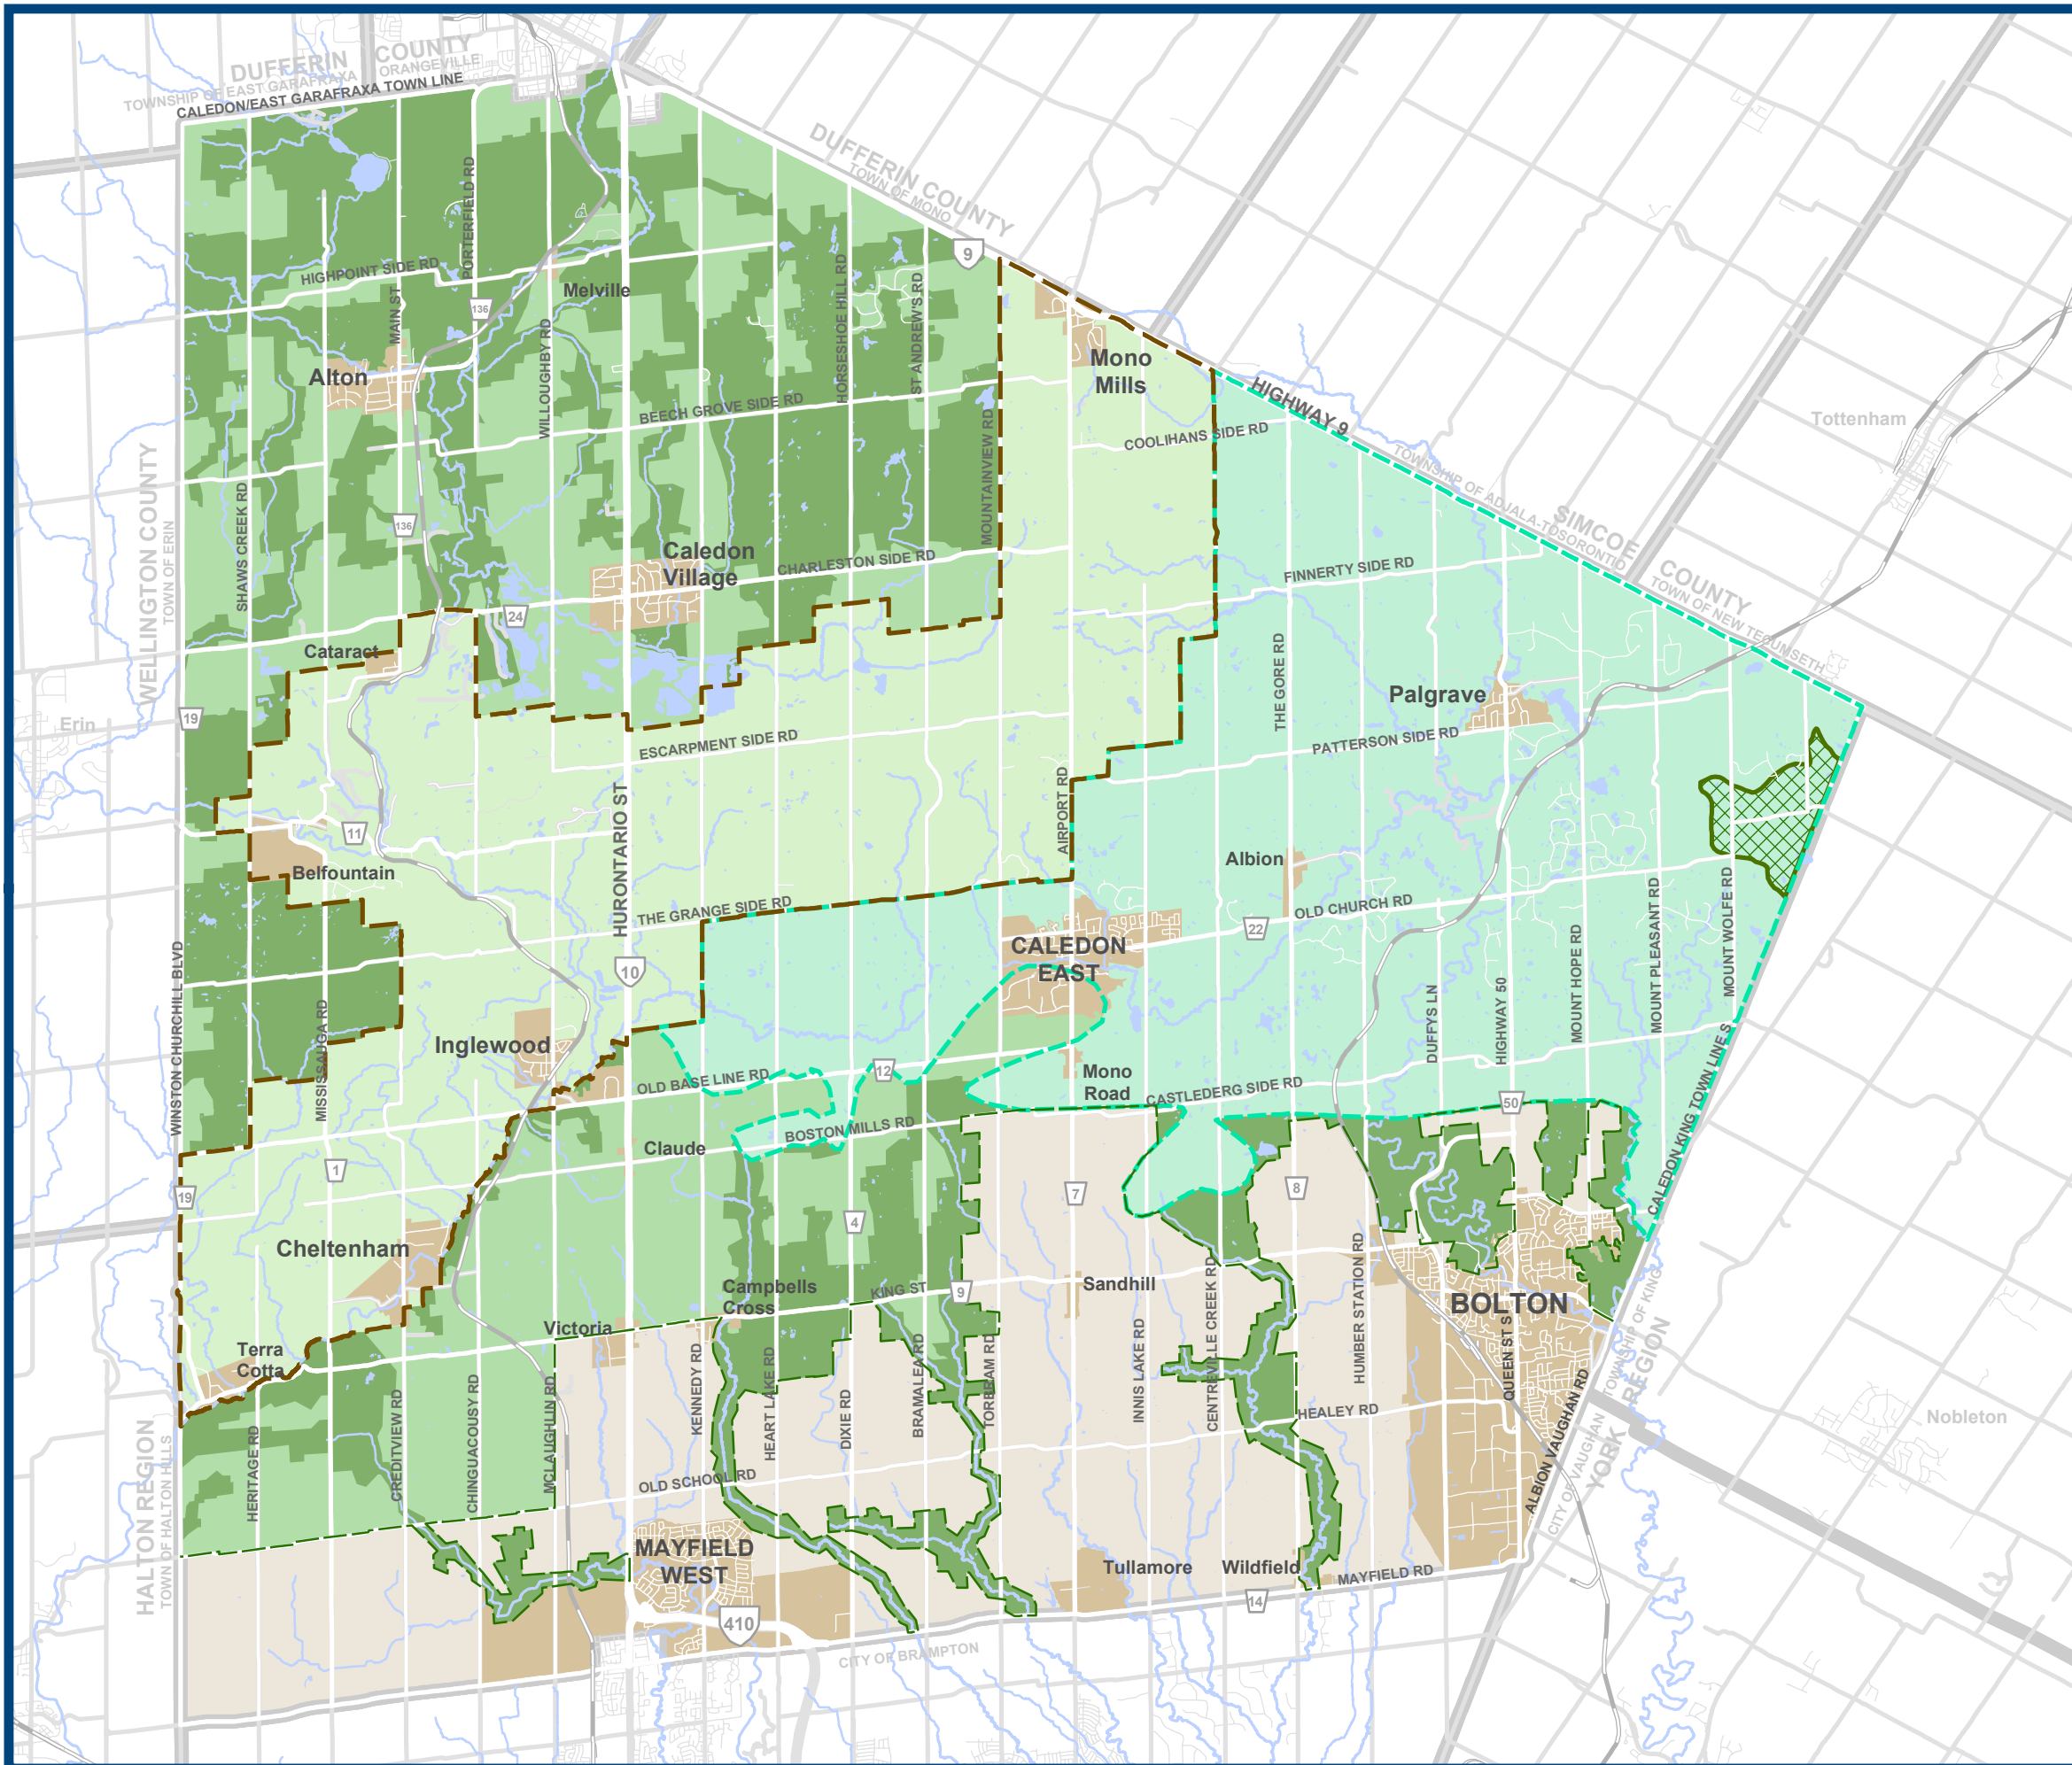 DUFFERIN COUNTY
TOWNSHIP OF EAST GARAFRAXA
ORANGEVILLE
CALEDON/EAST GARAFRAXA TOWN LINE
DUFFERIN COUNTY
TOWN OF MONO
9
PORTERFIELD RD
HIGHPOINT SIDE RD
MAIN ST
136
Melville
WILLOUGHBY RD
HORSESHOE HILL RD
ST ANDREW'S RD
Mono
Mills
Alton
BEECH GROVE SIDE RD
MOUNTAINVIEW RD
COOLIHANS SIDE RD
HIGHWAY 9
TOWNSHIP OF ADJALA-TOSORONTIO
Tottenham
SIMCOE COUNTY
TOWN OF NEW TECUMSETH
WELLINGTON COUNTY
TOWN OF ERIN
SHAWS CREEK RD
136
Caledon
Village
CHARLESTON SIDE RD
FINNERTY SIDE RD
24
Cataract
THE GORE RD
Palgrave
19
Erin
ESCARPMENT SIDE RD
PATTERSON SIDE RD
HURONTARIO ST
AIRPORT RD
11
Belfountain
Albion
THE GRANGE SIDE RD
OLD CHURCH RD
22
CALEDON
EAST
10
WINSTON CHURCHILL BLVD
MISSISSAUGA RD
Inglewood
DUFFYS LN
HIGHWAY 50
MOUNT HOPE RD
MOUNT PLEASANT RD
MOUNT WOLFE RD
OLD BASE LINE RD
12
Mono
Road
CASTLEDERG SIDE RD
50
CALEDON KING TOWN LINE S
BOSTON MILLS RD
Claude
1
19
7
8
4
Cheltenham
Campbells
Cross
KING ST
9
Sandhill
CENTREVILLE CREEK RD
HUMBER STATION RD
BOLTON
Victoria
Terra
Cotta
KENNEDY RD
HEART LAKE RD
DIXIE RD
BRAMALEA RD
TORBRAM RD
INNIS LAKE RD
HEALEY RD
QUEEN ST S
ALBION VAUGHAN RD
TOWNSHIP OF KING
YORK REGION
CITY OF VAUGHAN
Nobleton
HALTON REGION
TOWN OF HALTON HILLS
HERITAGE RD
CREDITVIEW RD
CHINGUACOUSY RD
MCLAUGHLIN RD
OLD SCHOOL RD
MAYFIELD
WEST
Tullamore
Wildfield
MAYFIELD RD
14
410
CITY OF BRAMPTON